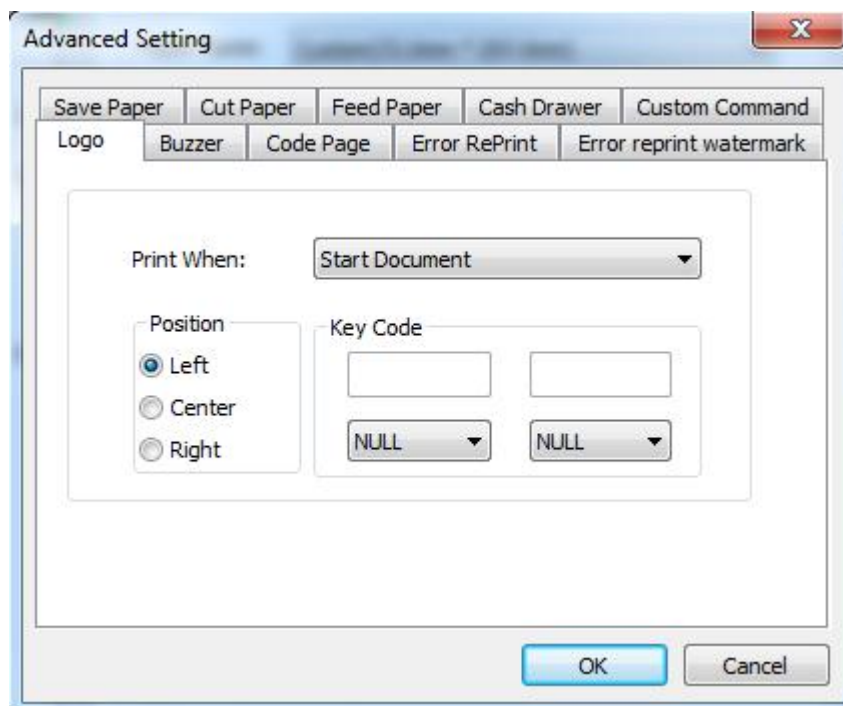 Advanced Setting
Save Paper Cut Paper Feed Paper Cash Drawer Custom Command
Logo Buzzer Code Page Error RePrint Error reprint watermark
Print When: Start Document
Position Key Code
Left
Center
Right NULL NULL
OK Cancel